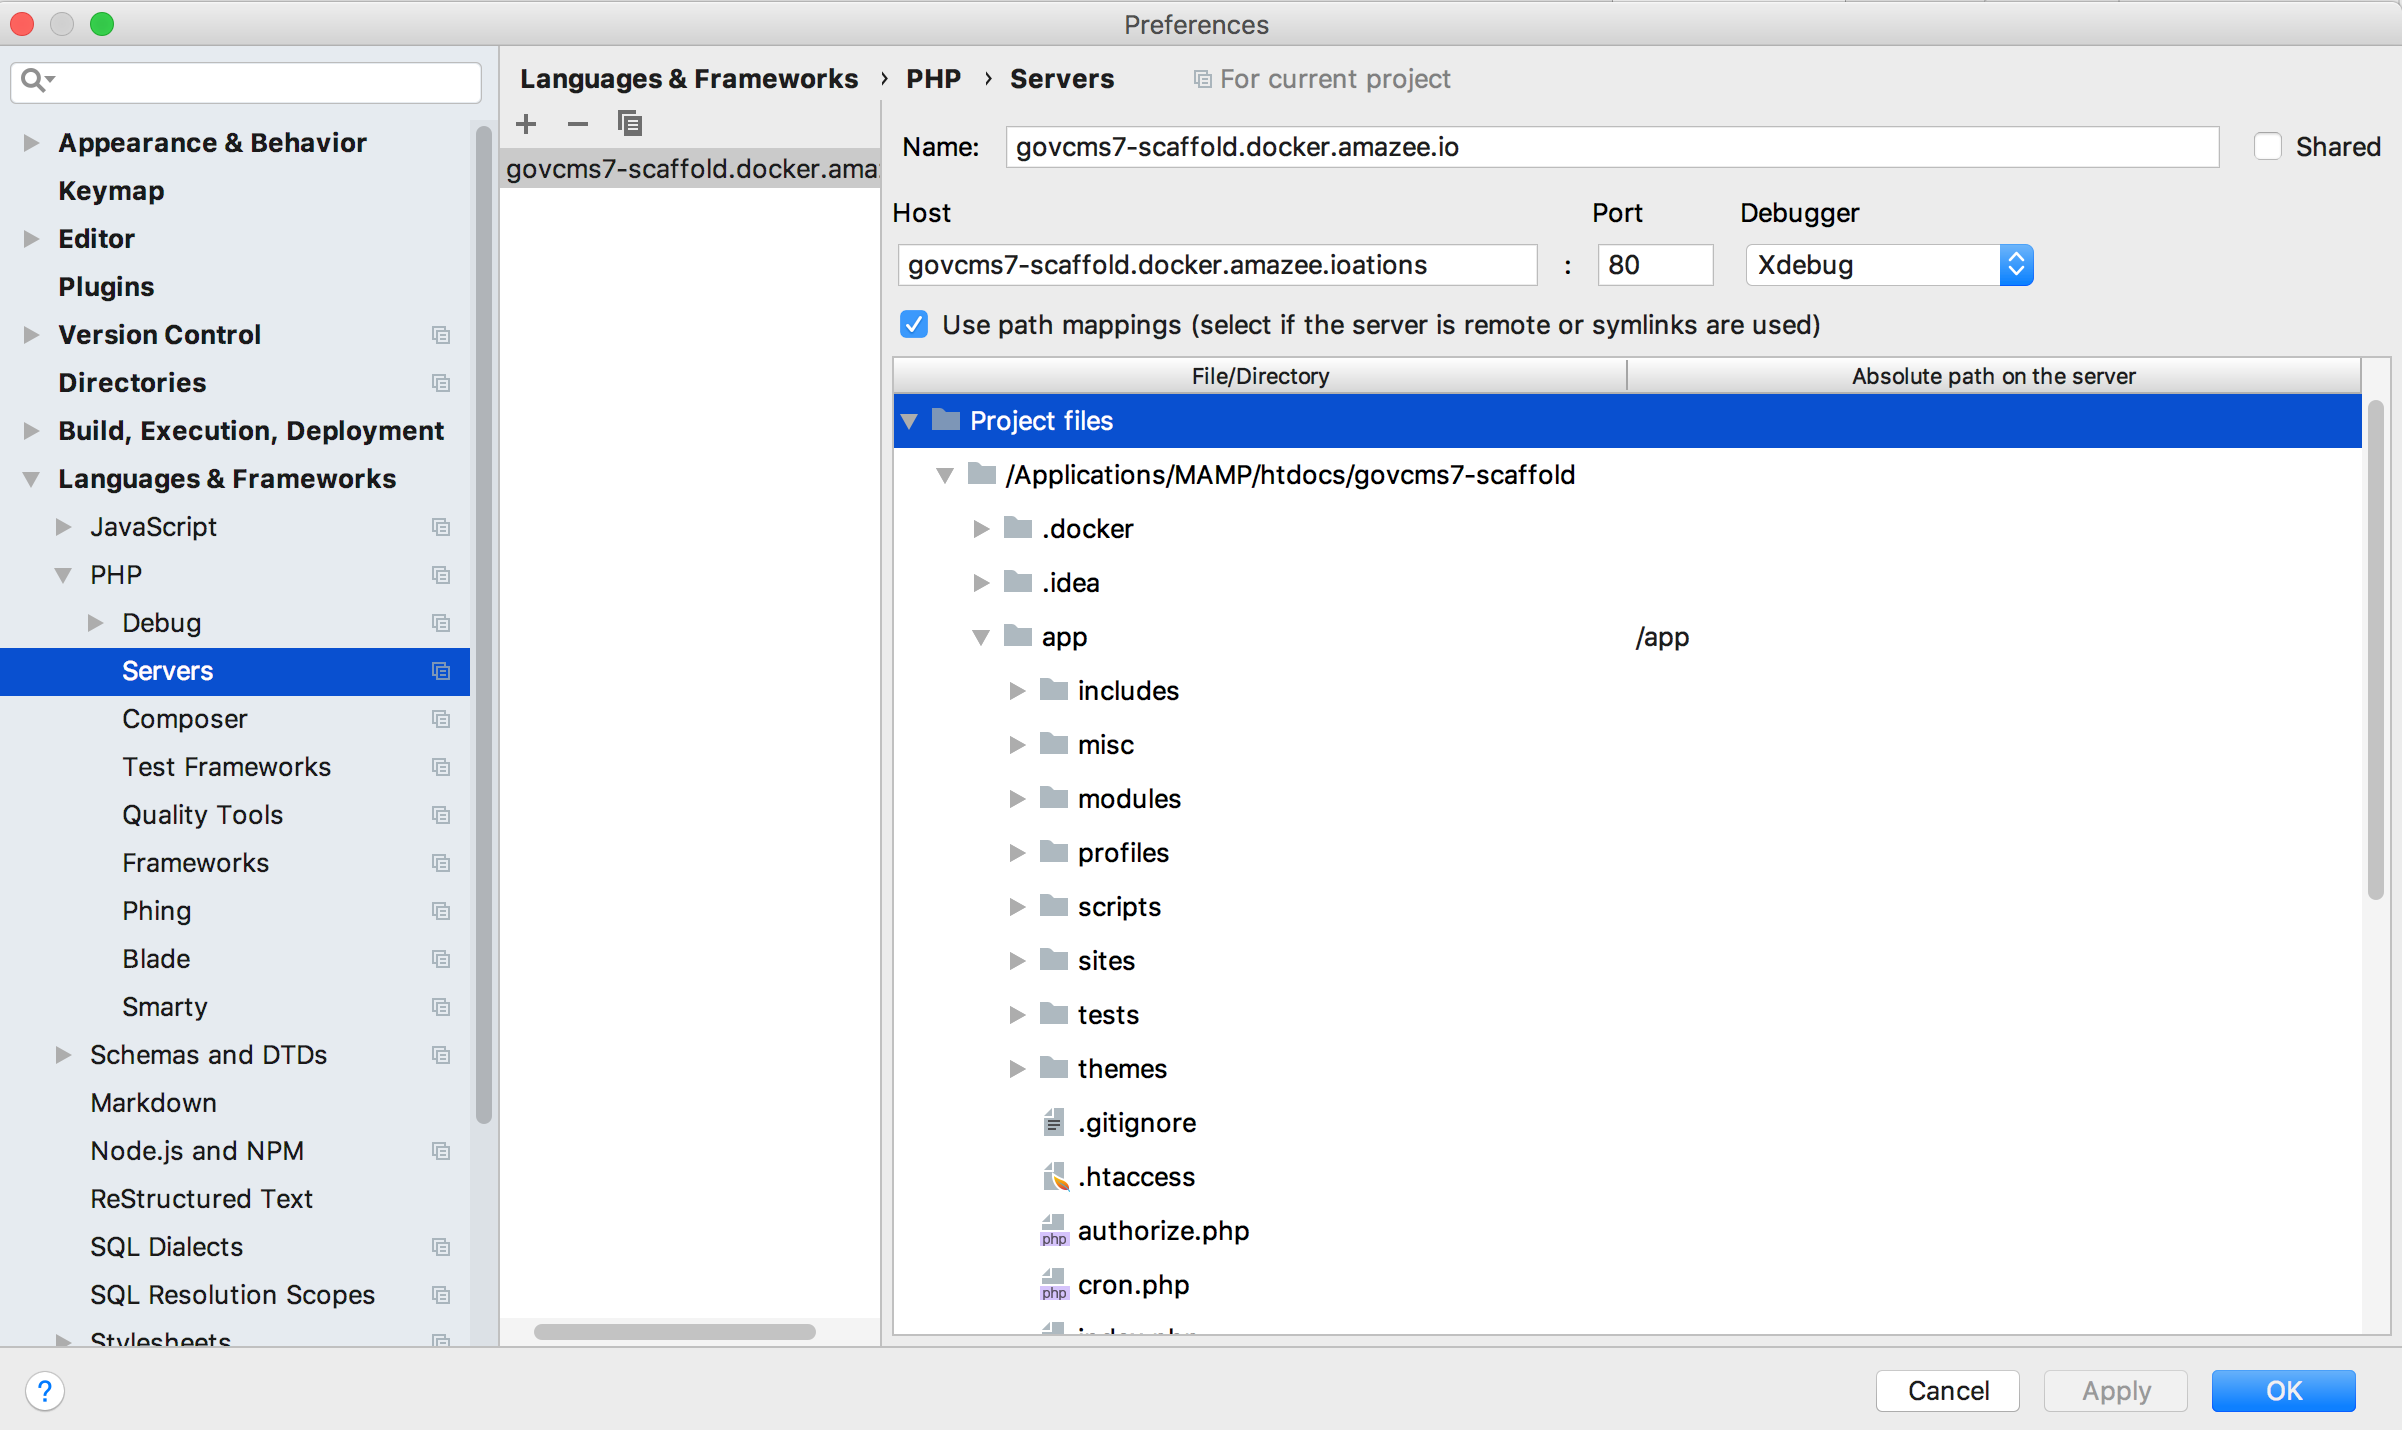 Preferences
Appearance & Behavior
Keymap
Editor
Plugins
Version Control
Directories
Build, Execution, Deployment
Languages & Frameworks
JavaScript
PHP
Debug
Servers
Composer
Test Frameworks
Quality Tools
Frameworks
Phing
Blade
Smarty
Schemas and DTDs
Markdown
Node.js and NPM
ReStructured Text
SQL Dialects
SQL Resolution Scopes
Stylesheets
Languages & Frameworks › PHP › Servers For current project
govcms7-scaffold.docker.ama
Name: govcms7-scaffold.docker.amazee.io Shared
Host Port Debugger
govcms7-scaffold.docker.amazee.ioations : 80 Xdebug
Use path mappings (select if the server is remote or symlinks are used)
File/Directory Absolute path on the server
Project files
/Applications/MAMP/htdocs/govcms7-scaffold
.docker
.idea
app /app
includes
misc
modules
profiles
scripts
sites
tests
themes
.gitignore
.htaccess
php authorize.php
php cron.php
index.php
? Cancel Apply OK